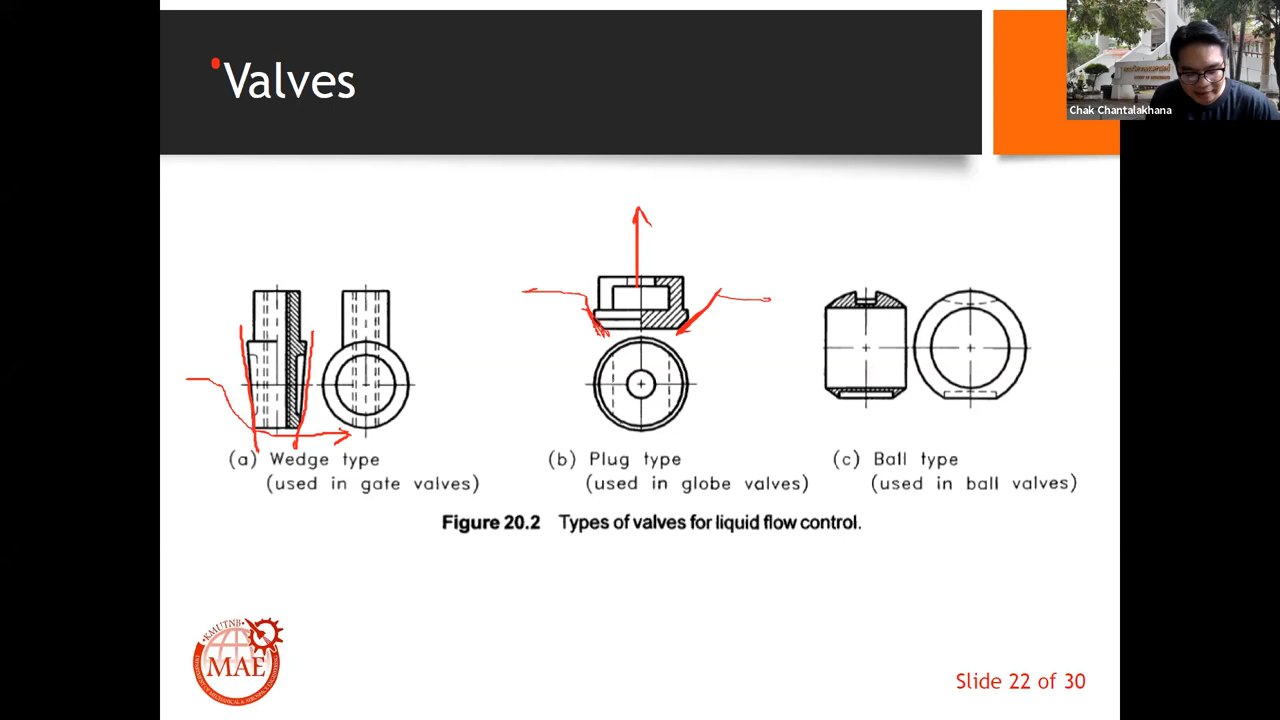 Valves
Chak Chantalakhana
(a) Wedge type
(used in gate valves)
(b) Plug type
(used in globe valves)
(c) Ball type
(used in ball valves)
Figure 20.2 Types of valves for liquid flow control.
•KMUTNB•
MAE
Slide 22 of 30